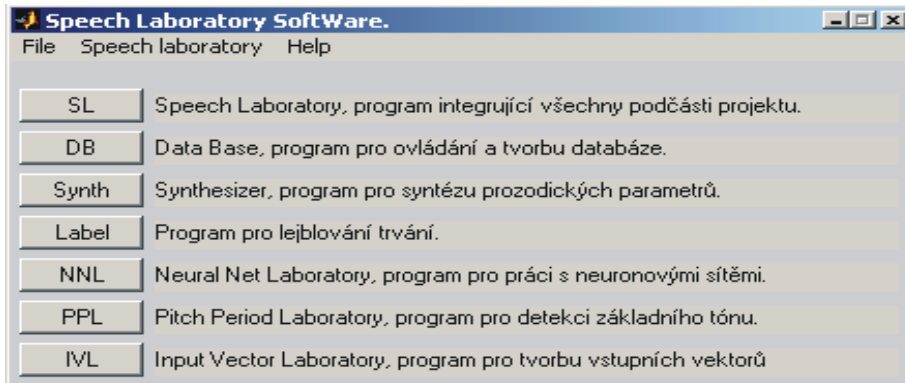 Speech Laboratory SoftWare.
File Speech laboratory Help
SL Speech Laboratory, program integrující všechny podčásti projektu.
DB Data Base, program pro ovládání a tvorbu databáze.
Synth Synthesizer, program pro syntézu prozodických parametrů.
Label Program pro lejblování trvání.
NNL Neural Net Laboratory, program pro práci s neuronovými sítěmi.
PPL Pitch Period Laboratory, program pro detekci základního tónu.
IVL Input Vector Laboratory, program pro tvorbu vstupních vektorů